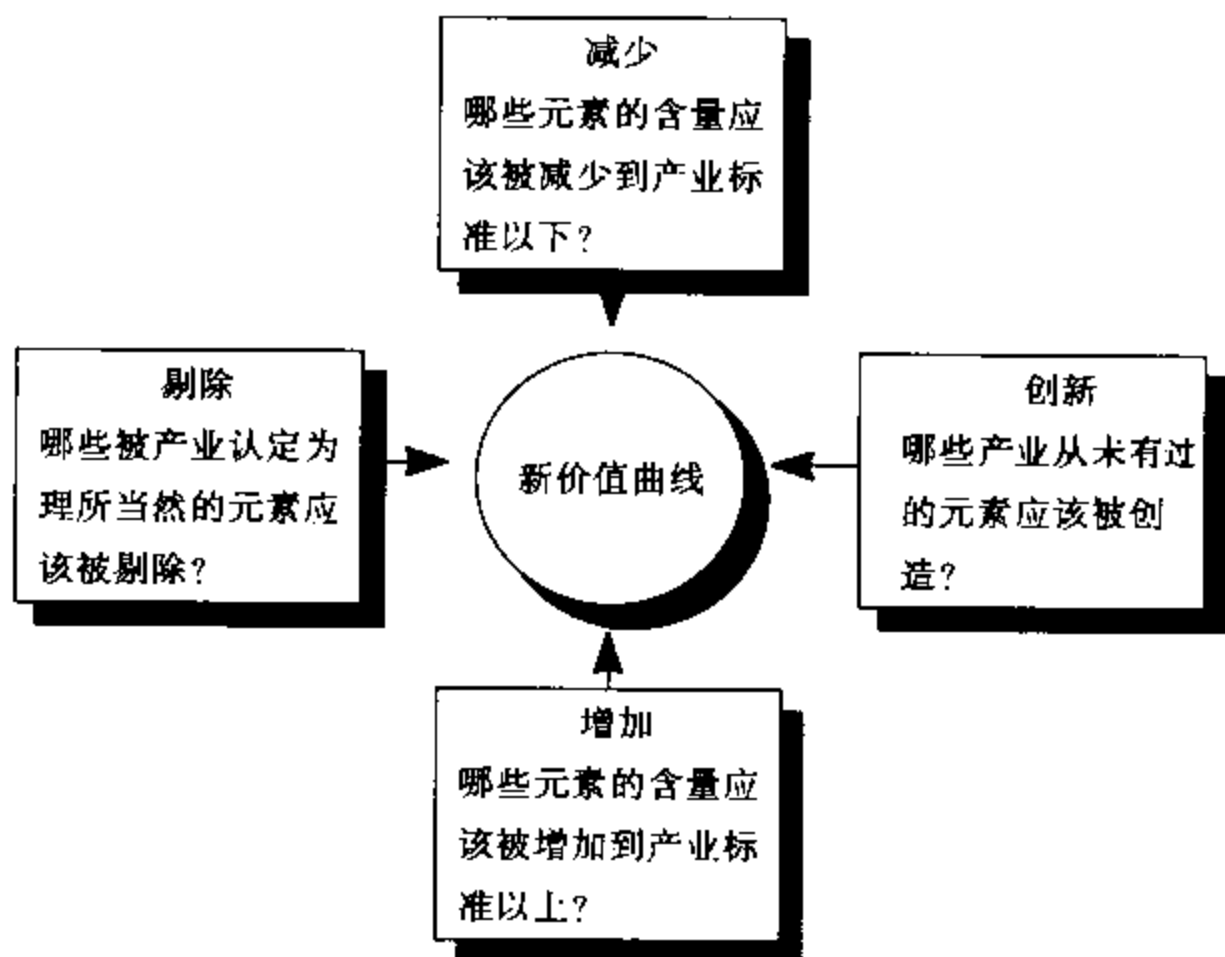 减少
哪些元素的含量应
该被减少到产业标
准以下?
剔除
哪些被产业认定为
理所当然的元素应
该被剔除?
新价值曲线
创新
哪些产业从未有过
的元素应该被创
造?
增加
哪些元素的含量应
该被增加到产业标
准以上?